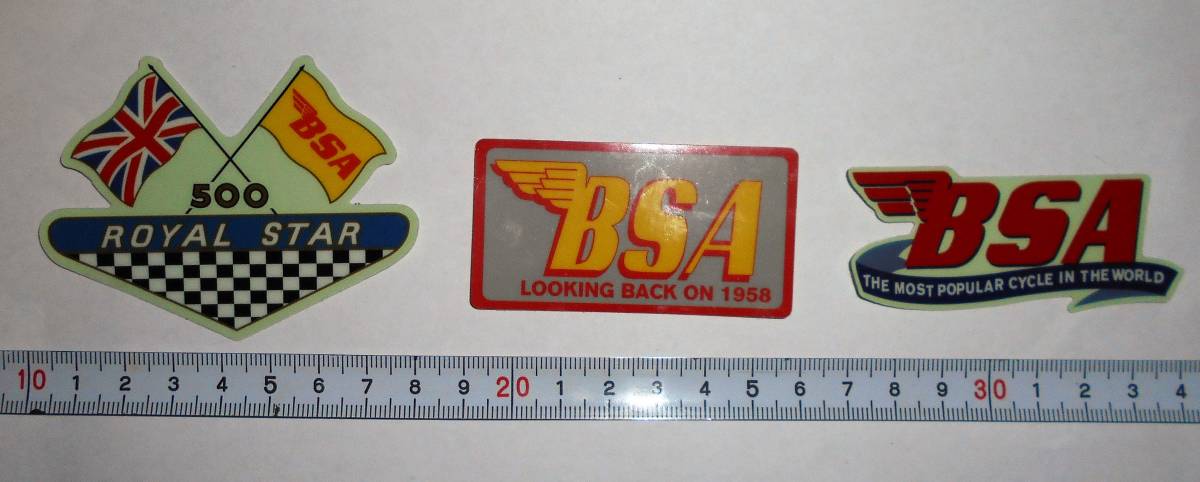 BSA
500
ROYAL STAR
BSA
LOOKING BACK ON 1958
BSA
THE MOST POPULAR CYCLE IN THE WORLD
10 1 2 3 4 5 6 7 8 9 20 1 2 3 4 5 6 7 8 9 30 1 2 3 4